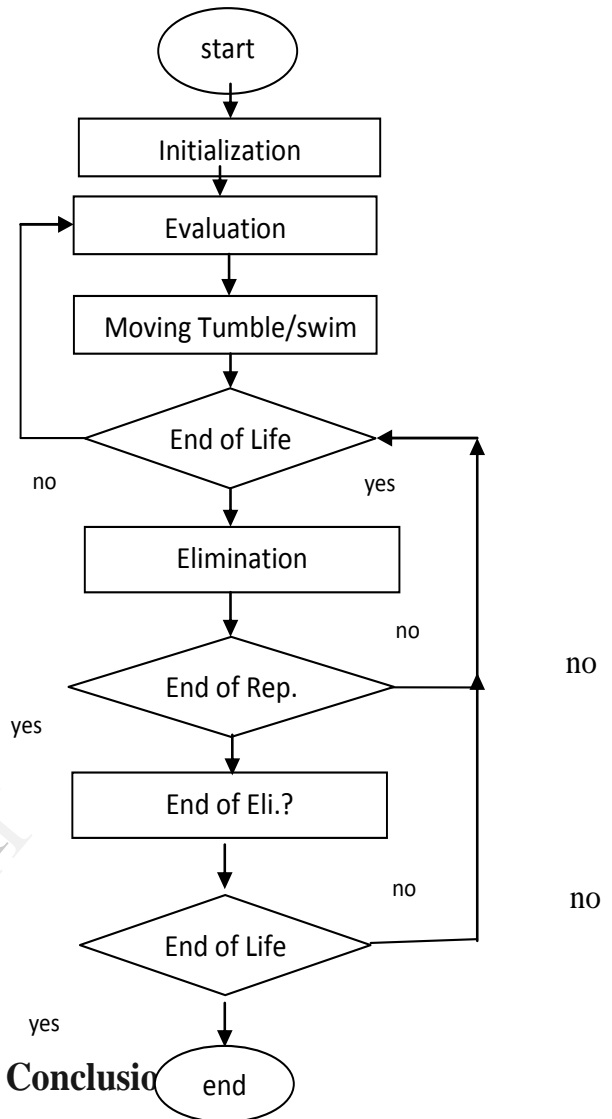 start
Initialization
Evaluation
Moving Tumble/swim
End of Life
no
yes
Elimination
no
no
End of Rep.
yes
End of Eli.?
no
no
End of Life
yes
Conclusio
end